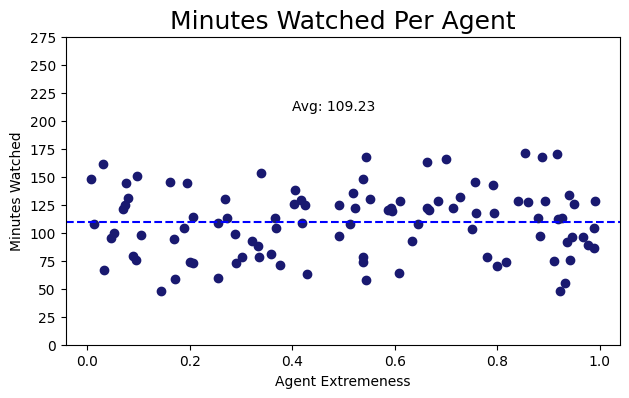 Minutes Watched Per Agent
275
250
225
200
175
150
125
100
75
50
25
0
Minutes Watched
Avg: 109.23
0.0 0.2 0.4 0.6 0.8 1.0
Agent Extremeness